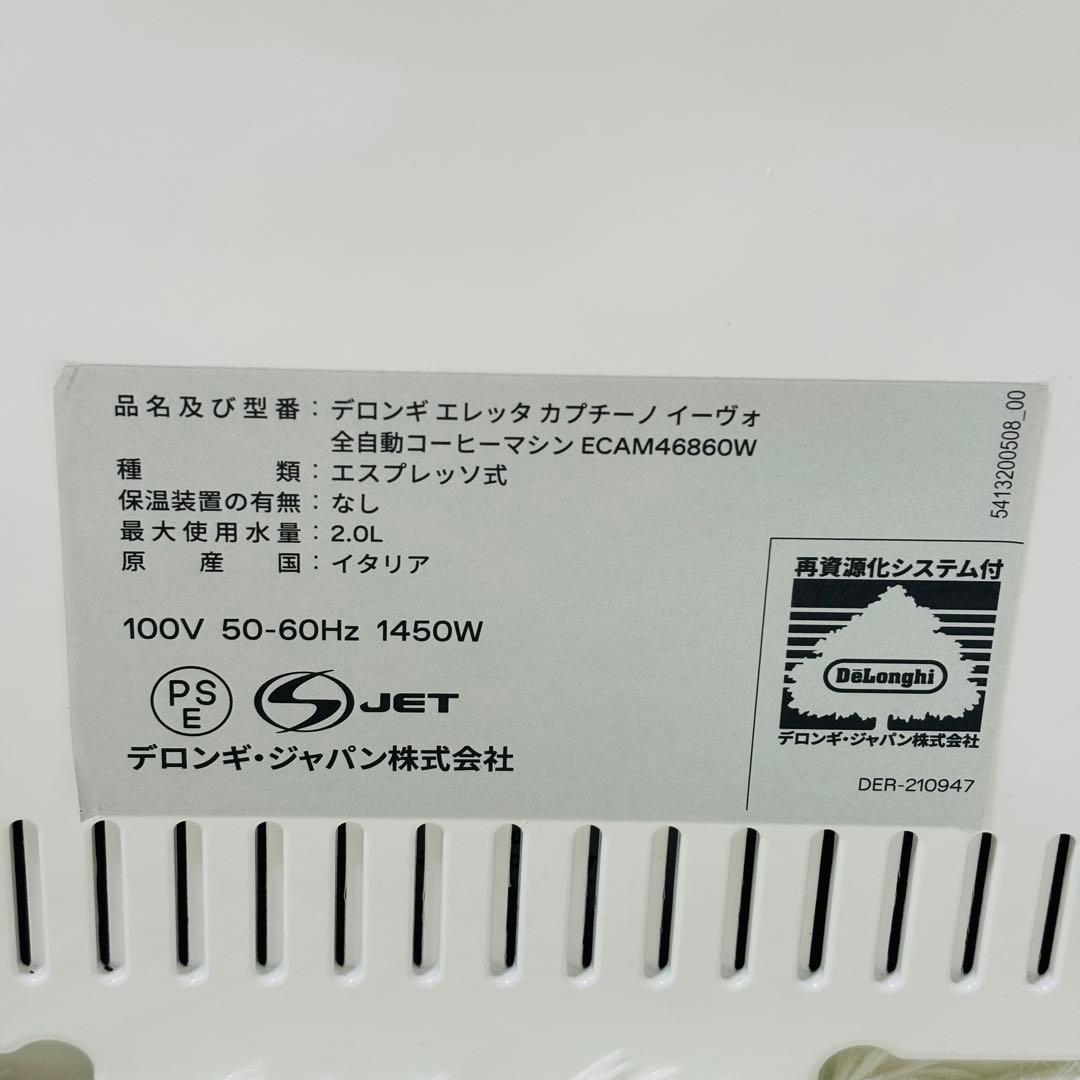 品名及び型番：デロンギ エレッタ カプチーノ イーヴォ
全自動コーヒーマシン ECAM46860W
種類：エスプレッソ式
保温装置の有無：なし
最大使用水量：2.0L
原産国：イタリア
100V 50-60Hz 1450W
PSE
S JET
デロンギ・ジャパン株式会社
5413200508_00
再資源化システム付
DeLonghi
デロンギ・ジャパン株式会社
DER-210947